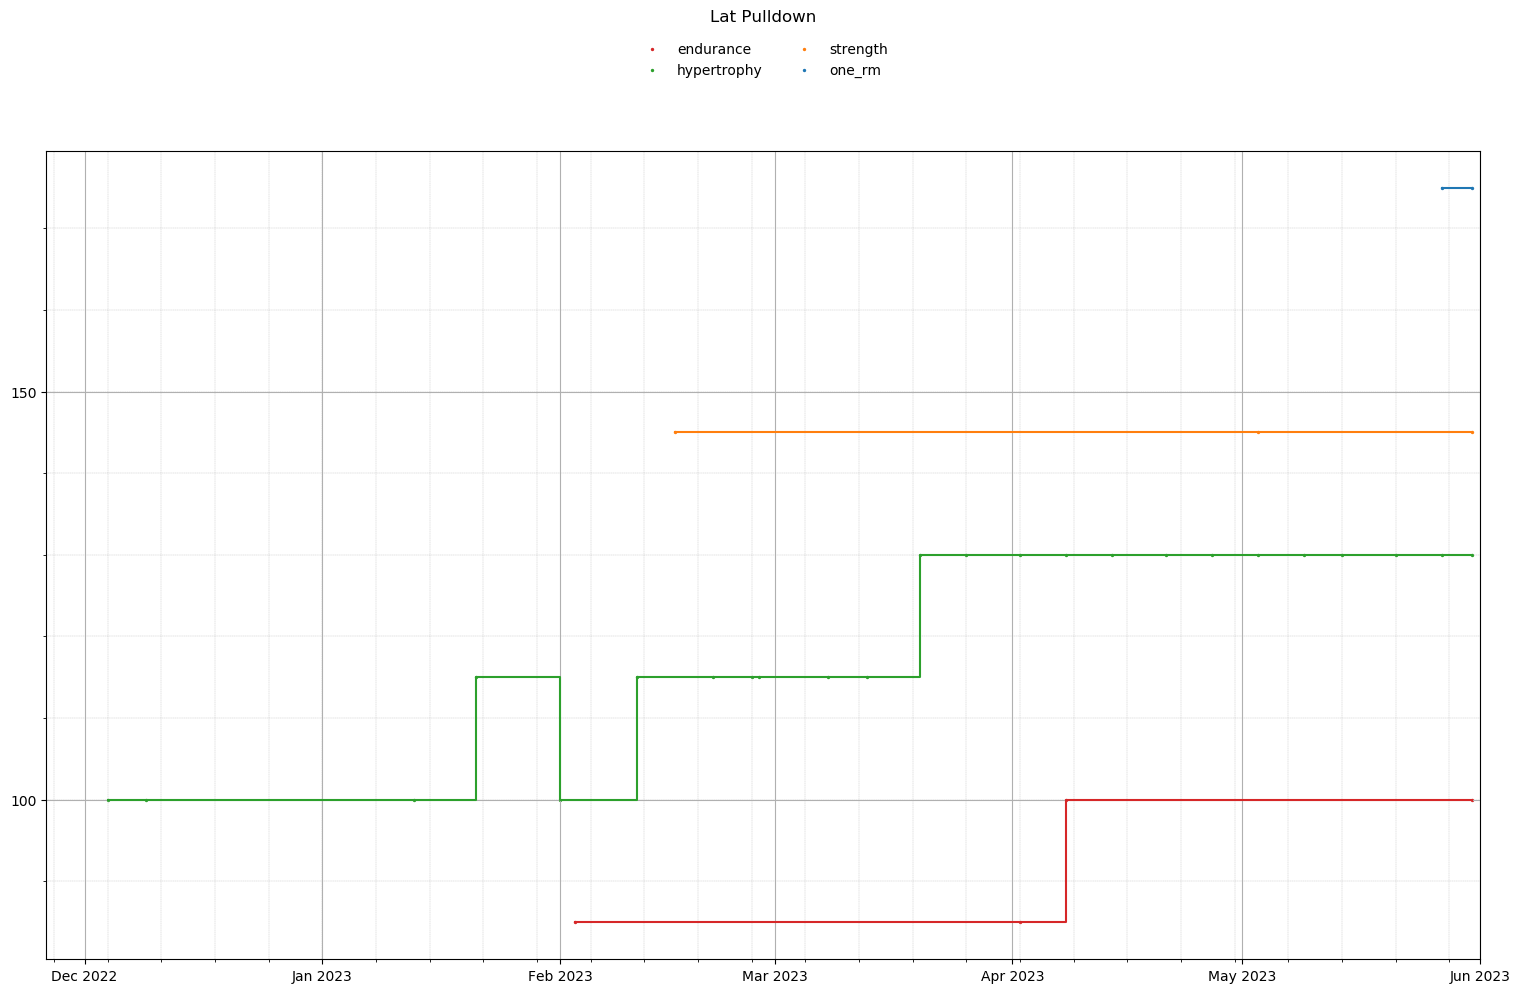 Lat Pulldown
endurance strength
hypertrophy one_rm
150
100
Dec 2022 Jan 2023 Feb 2023 Mar 2023 Apr 2023 May 2023 Jun 2023